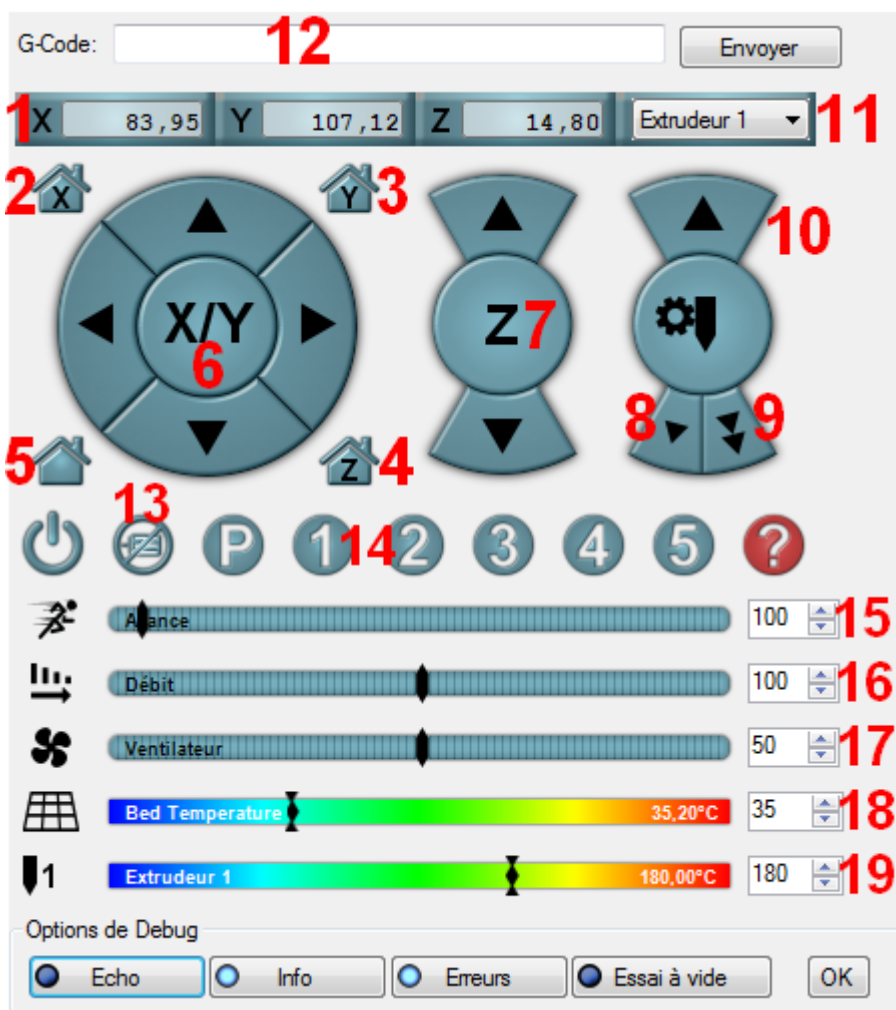 G-Code: 12 Envoyer
1 X 83,95 Y 107,12 Z 14,80 Extrudeur 1 11
2 X Y 3 10
X/Y 6 Z 7
8 9
5 Z 4
13
P 1 14 2 3 4 5 ?
Avance 100 15
Débit 100 16
Ventilateur 50 17
Bed Temperature 35,20°C 35 18
1 Extrudeur 1 180,00°C 180 19
Options de Debug
Echo Info Erreurs Essai à vide OK